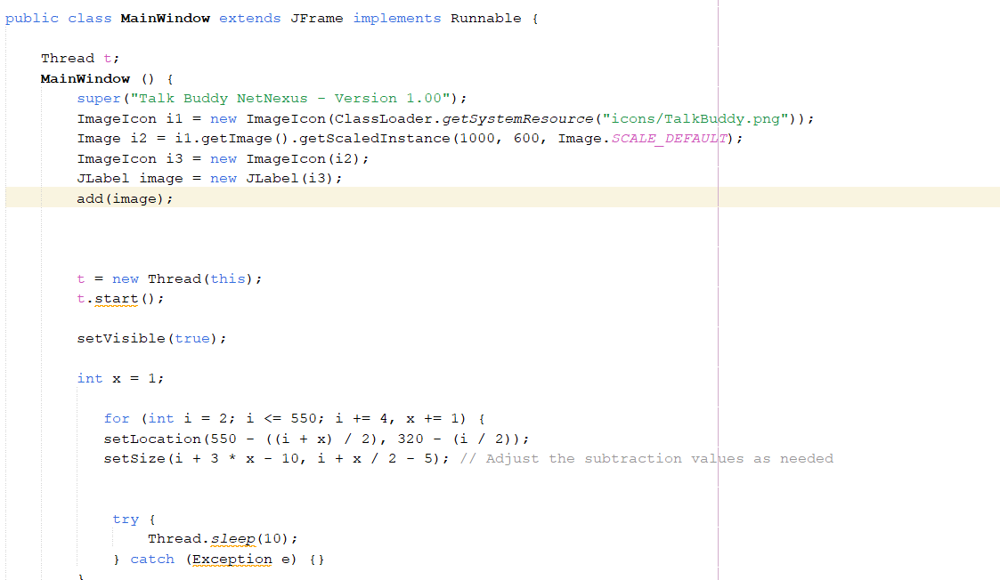 public class MainWindow extends JFrame implements Runnable {
Thread t;
MainWindow () {
super("Talk Buddy NetNexus - Version 1.00");
ImageIcon i1 = new ImageIcon(ClassLoader.getSystemResource("icons/TalkBuddy.png"));
Image i2 = i1.getImage().getScaledInstance(1000, 600, Image.SCALE_DEFAULT);
ImageIcon i3 = new ImageIcon(i2);
JLabel image = new JLabel(i3);
add(image);
t = new Thread(this);
t.start();
setVisible(true);
int x = 1;
for (int i = 2; i <= 550; i += 4, x += 1) {
setLocation(550 - ((i + x) / 2), 320 - (i / 2));
setSize(i + 3 * x - 10, i + x / 2 - 5); // Adjust the subtraction values as needed
try {
Thread.sleep(10);
} catch (Exception e) {}